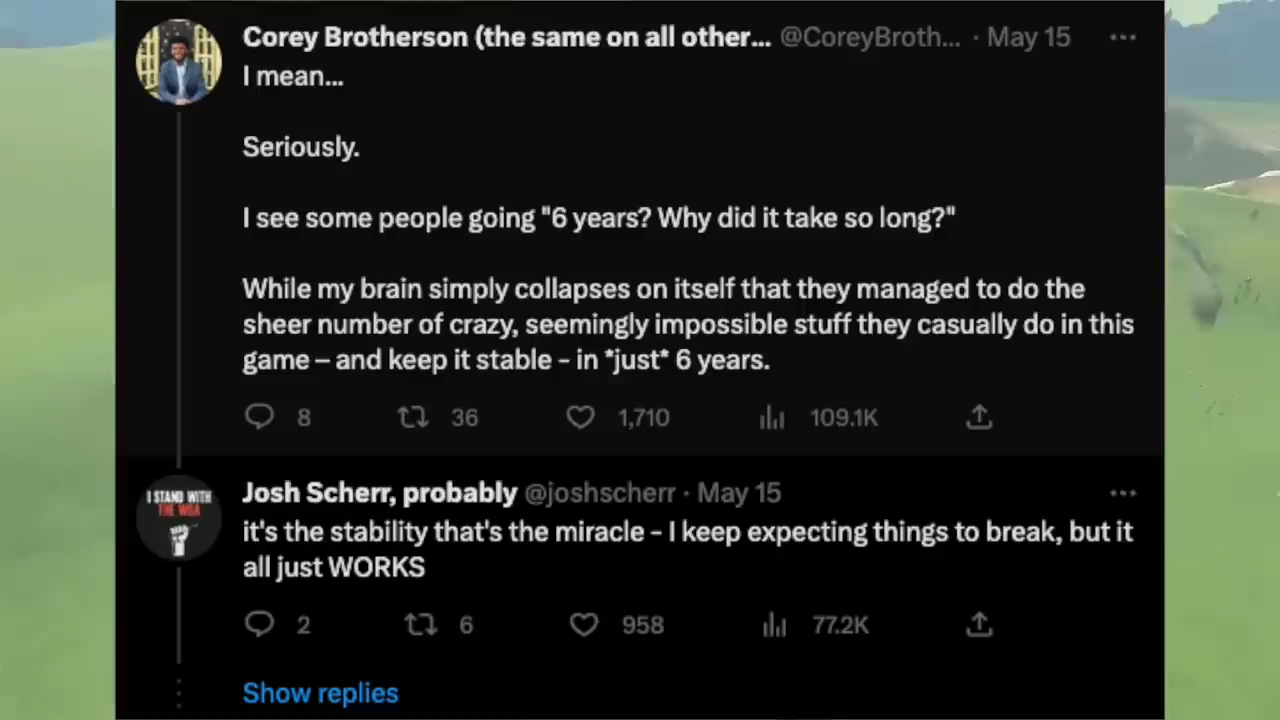 Corey Brotherson (the same on all other... @CoreyBroth... · May 15
I mean...
Seriously.
I see some people going "6 years? Why did it take so long?"
While my brain simply collapses on itself that they managed to do the
sheer number of crazy, seemingly impossible stuff they casually do in this
game – and keep it stable - in *just* 6 years.
8 36 1,710 109.1K
I STAND WITH
THE WGA
Josh Scherr, probably @joshscherr · May 15
it's the stability that's the miracle - I keep expecting things to break, but it
all just WORKS
2 6 958 77.2K
Show replies